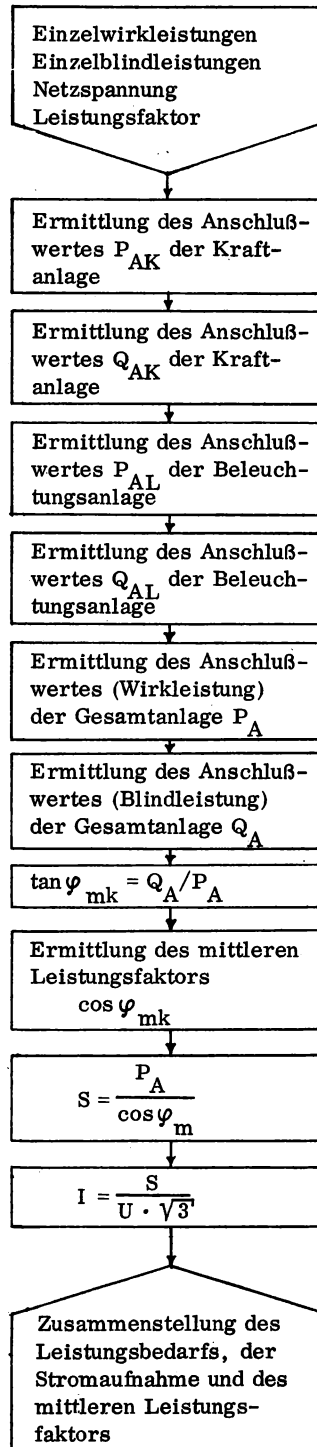 Einzelwirkleistungen
Einzelblindleistungen
Netzspannung
Leistungsfaktor
Ermittlung des Anschluß-
wertes P_AK der Kraft-
anlage
Ermittlung des Anschluß-
wertes Q_AK der Kraft-
anlage
Ermittlung des Anschluß-
wertes P_AL der Beleuch-
tungsanlage
Ermittlung des Anschluß-
wertes Q_AL der Beleuch-
tungsanlage
Ermittlung des Anschluß-
wertes (Wirkleistung)
der Gesamtanlage P_A
Ermittlung des Anschluß-
wertes (Blindleistung)
der Gesamtanlage Q_A
tan φ_mk = Q_A/P_A
Ermittlung des mittleren
Leistungsfaktors
cos φ_mk
S = P_A / cos φ_m
I = S / U · √3
Zusammenstellung des
Leistungsbedarfs, der
Stromaufnahme und des
mittleren Leistungs-
faktors